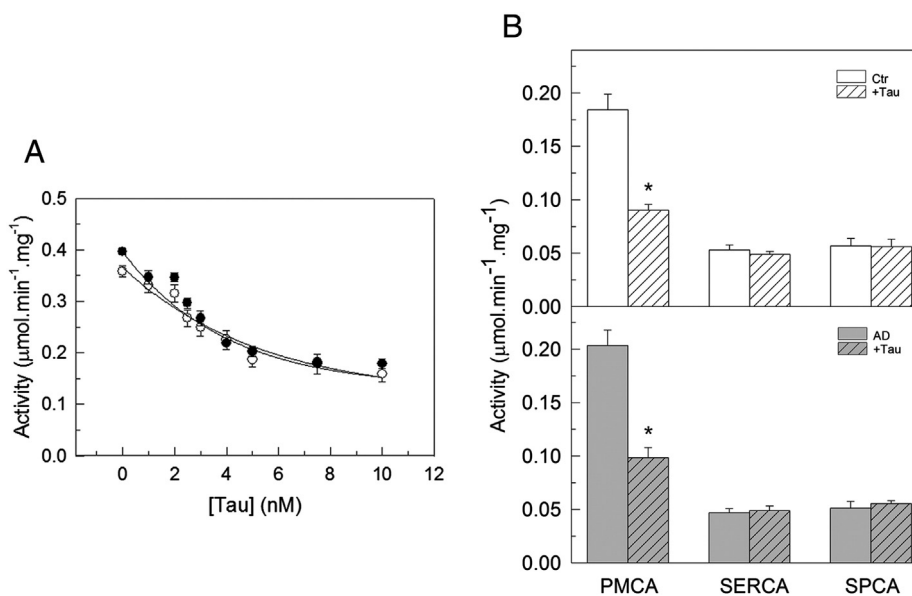 A
Activity (μmol.min⁻¹.mg⁻¹)
0.5
0.4
0.3
0.2
0.1
0.0
0 2 4 6 8 10 12
[Tau] (nM)
B
Activity (μmol.min⁻¹.mg⁻¹)
0.20
0.15
0.10
0.05
0.00
Ctr
+Tau
*
0.20
0.15
0.10
0.05
0.00
AD
+Tau
*
PMCA SERCA SPCA